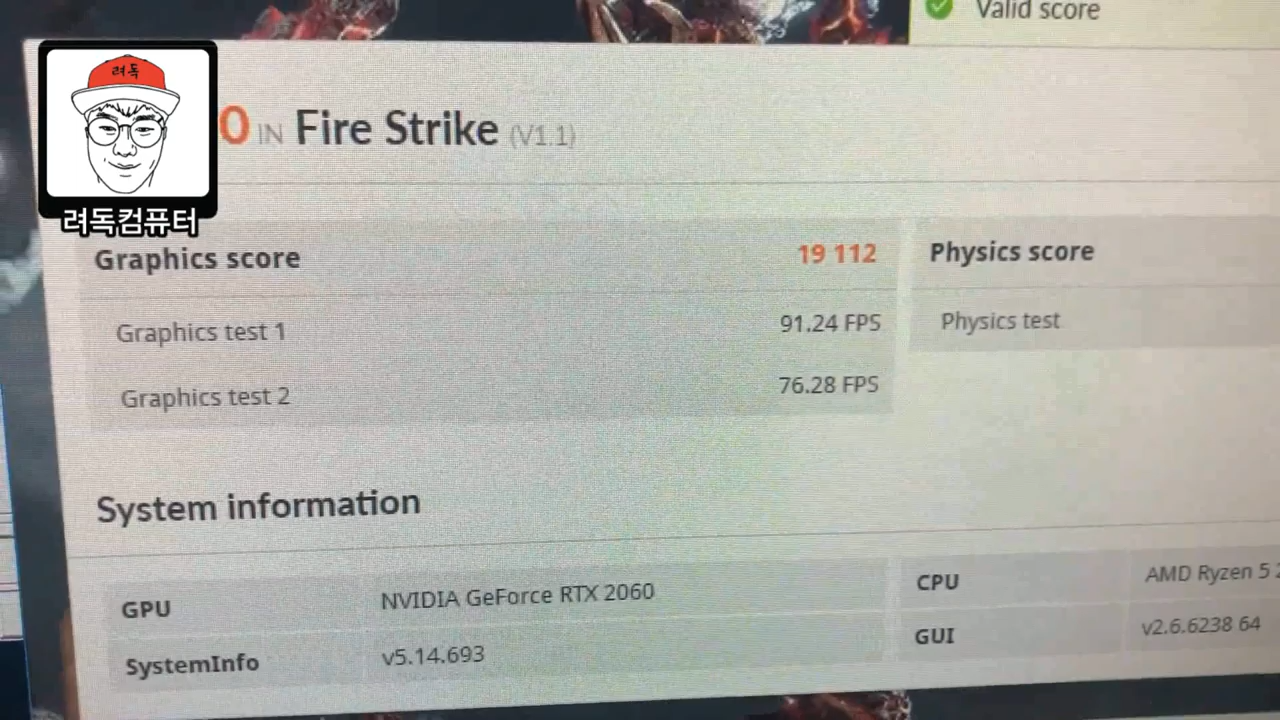 Valid score
려독
0 IN Fire Strike (V1.1)
려독컴퓨터
Graphics score 19 112
Physics score
Graphics test 1 91.24 FPS
Physics test
Graphics test 2 76.28 FPS
System information
GPU NVIDIA GeForce RTX 2060
CPU AMD Ryzen 5 2
SystemInfo v5.14.693
GUI v2.6.6238 64